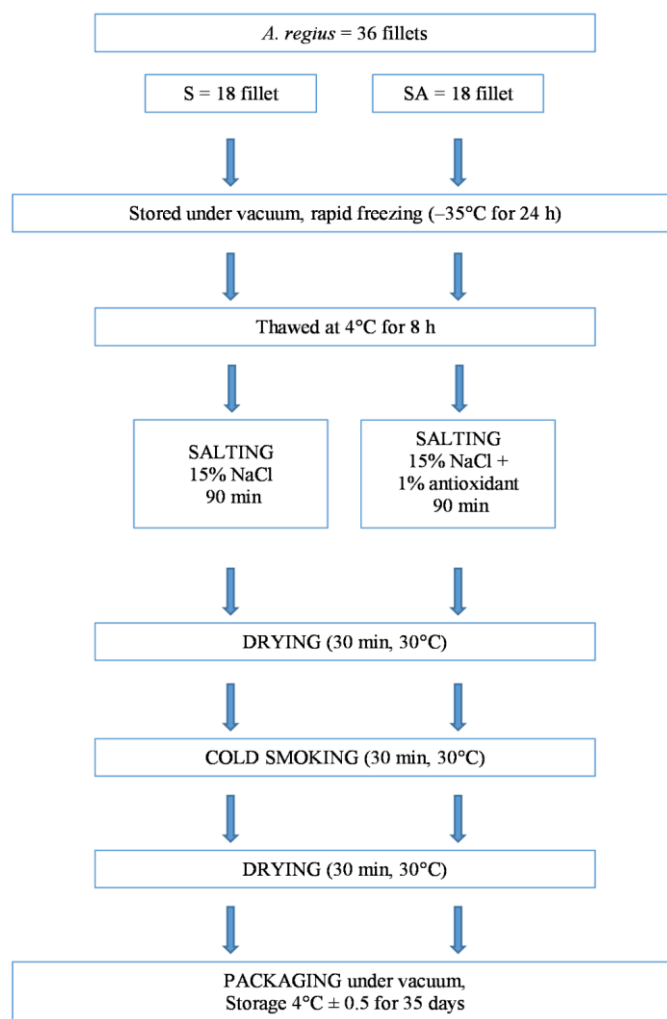 A. regius = 36 fillets
S = 18 fillet
SA = 18 fillet
Stored under vacuum, rapid freezing (–35°C for 24 h)
Thawed at 4°C for 8 h
SALTING
15% NaCl
90 min
SALTING
15% NaCl +
1% antioxidant
90 min
DRYING (30 min, 30°C)
COLD SMOKING (30 min, 30°C)
DRYING (30 min, 30°C)
PACKAGING under vacuum,
Storage 4°C ± 0.5 for 35 days